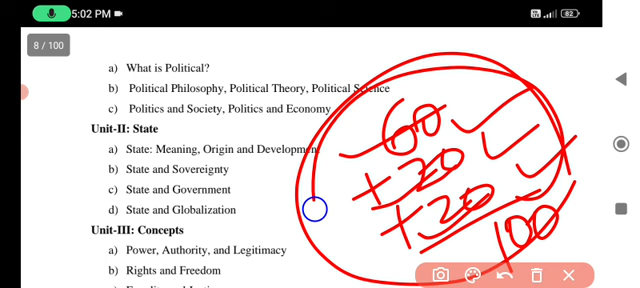 5:02 PM
82
8 / 100
a) What is Political?
b) Political Philosophy, Political Theory, Political Science
c) Politics and Society, Politics and Economy
Unit-II: State
a) State: Meaning, Origin and Development
b) State and Sovereignty
c) State and Government
d) State and Globalization
Unit-III: Concepts
a) Power, Authority, and Legitimacy
b) Rights and Freedom
60
+20
+20
100